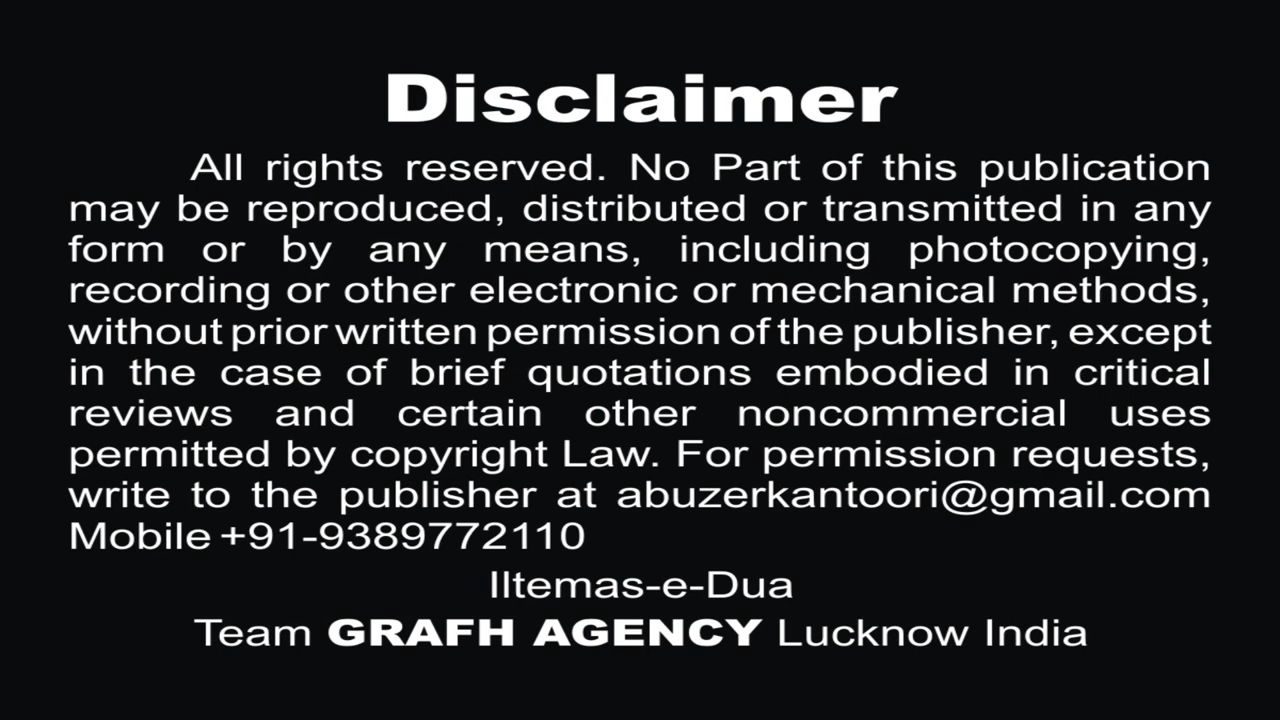 Disclaimer
All rights reserved. No Part of this publication
may be reproduced, distributed or transmitted in any
form or by any means, including photocopying,
recording or other electronic or mechanical methods,
without prior written permission of the publisher, except
in the case of brief quotations embodied in critical
reviews and certain other noncommercial uses
permitted by copyright Law. For permission requests,
write to the publisher at abuzerkantoori@gmail.com
Mobile +91-9389772110
IItemas-e-Dua
Team GRAFH AGENCY Lucknow India